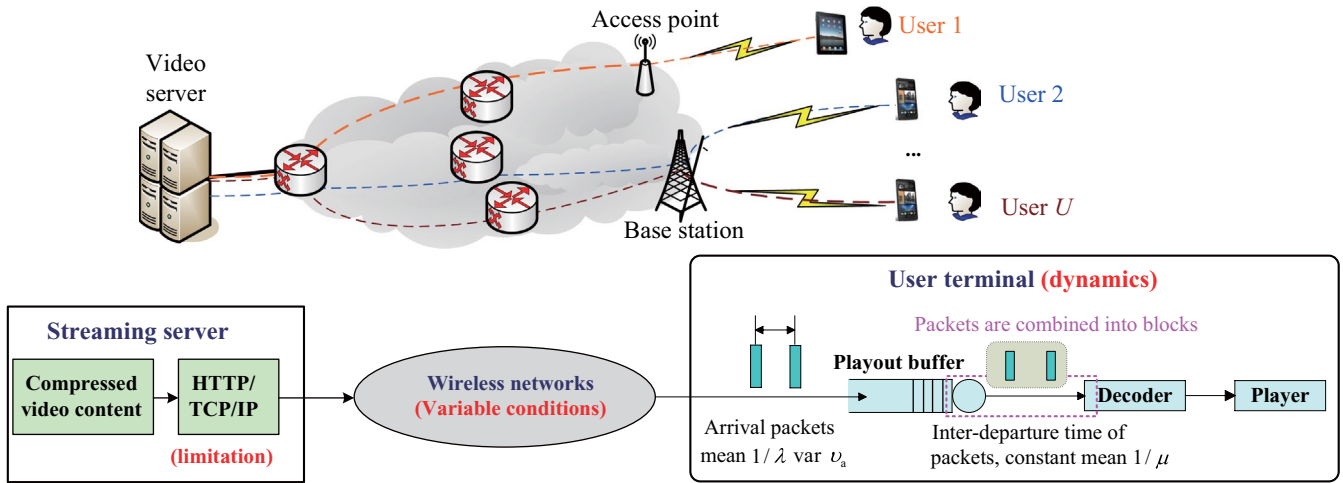 Video
server
Access point
User 1
User 2
...
User U
Base station
Streaming server
Compressed
video content
HTTP/
TCP/IP
(limitation)
Wireless networks
(Variable conditions)
User terminal (dynamics)
Packets are combined into blocks
Playout buffer
Decoder
Player
Arrival packets
mean 1/ λ var υₐ
Inter-departure time of
packets, constant mean 1/ μ